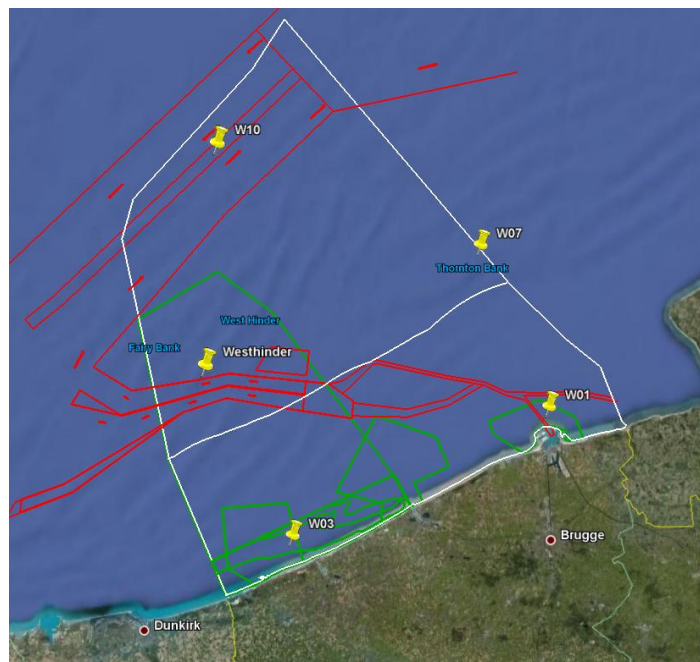 W10
W07
Thornton Bank
West Hinder
Fairy Bank
Westhinder
W01
W03
Brugge
Dunkirk